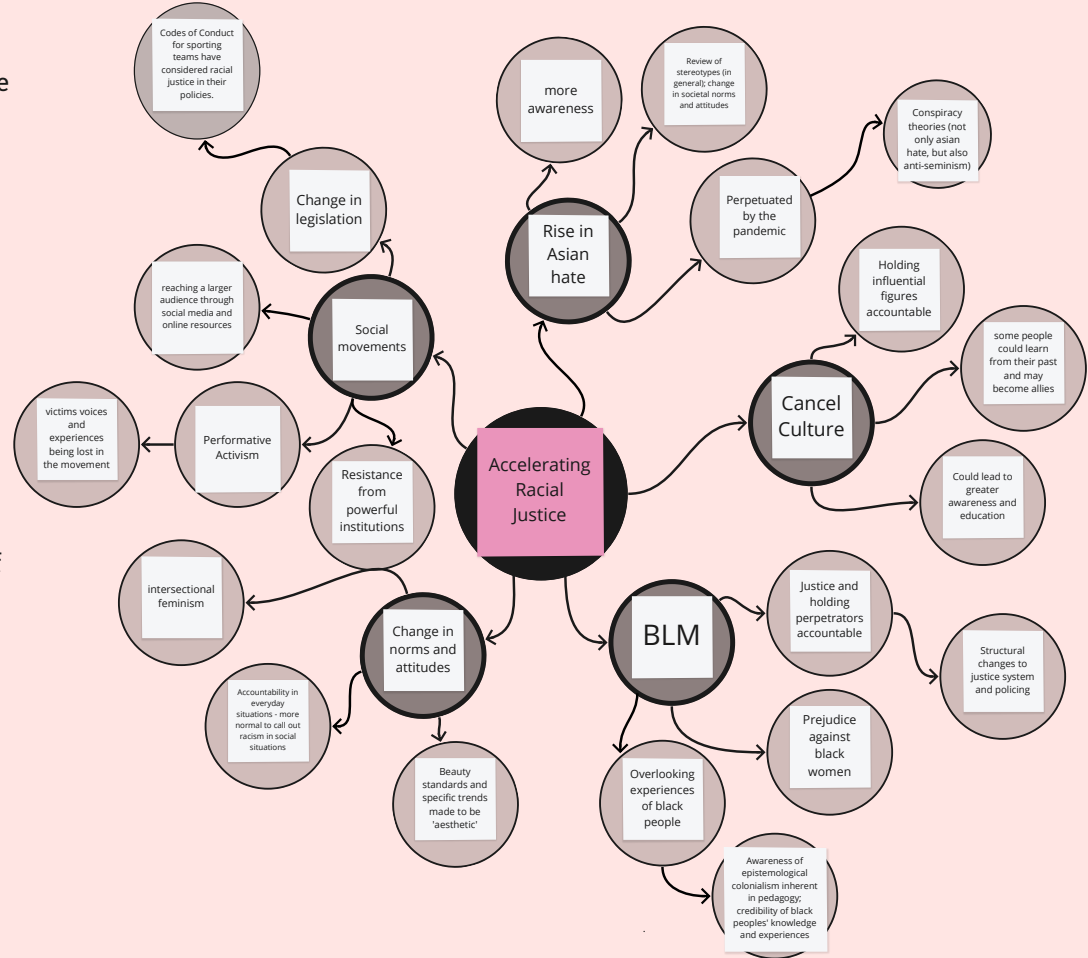 Codes of Conduct
for sporting
teams have
considered racial
justice in their
policies.
Change in
legislation
reaching a larger
audience through
social media and
online resources
Social
movements
victims voices
and
experiences
being lost in
the movement
Performative
Activism
Resistance
from
powerful
institutions
more
awareness
Review of
stereotypes (in
general); change
in societal norms
and attitudes
Conspiracy
theories (not
only asian
hate, but also
anti-seminism)
Perpetuated
by the
pandemic
Rise in
Asian
hate
Holding
influential
figures
accountable
some people
could learn
from their past
and may
become allies
Cancel
Culture
Could lead to
greater
awareness and
education
Accelerating
Racial
Justice
intersectional
feminism
Change in
norms and
attitudes
Accountability in
everyday
situations - more
normal to call out
racism in social
situations
Beauty
standards and
specific trends
made to be
'aesthetic'
BLM
Justice and
holding
perpetrators
accountable
Structural
changes to
justice system
and policing
Prejudice
against
black
women
Overlooking
experiences
of black
people
Awareness of
epistemological
colonialism inherent
in pedagogy;
credibility of black
peoples' knowledge
and experiences